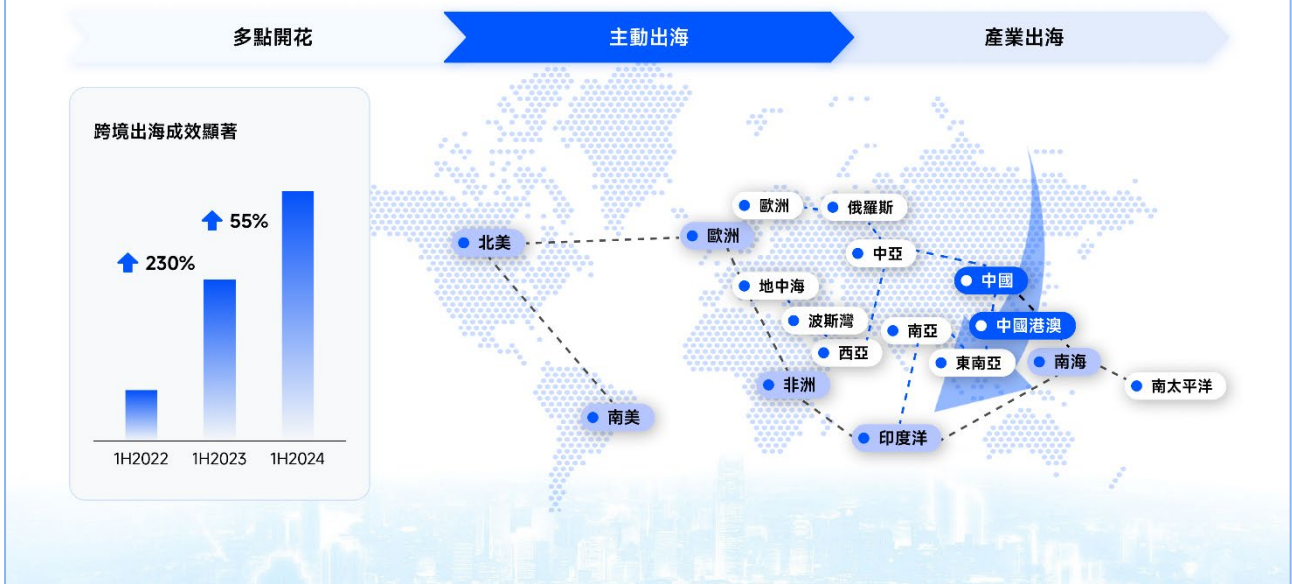 多點開花
主動出海
產業出海
跨境出海成效顯著
55%
230%
1H2022
1H2023
1H2024
歐洲
俄羅斯
北美
歐洲
中亞
中國
地中海
波斯灣
南亞
中國港澳
西亞
東南亞
南海
非洲
南太平洋
南美
印度洋